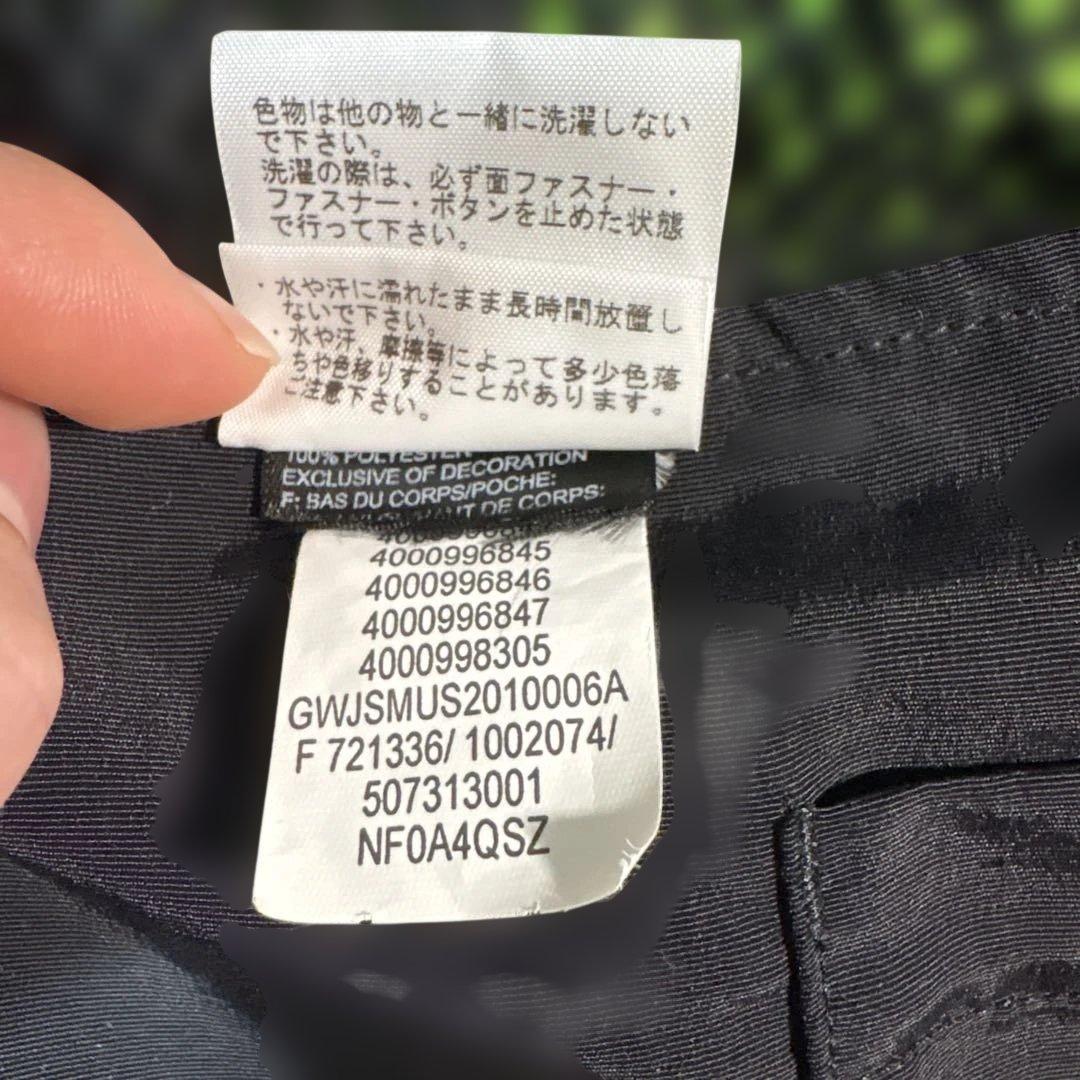 色物は他の物と一緒に洗濯しない
で下さい。
洗濯の際は、必ず面ファスナー・
ファスナー・ボタンを止めた状態
で行って下さい。
・水や汗に濡れたまま長時間放置し
ないで下さい。
・水や汗、摩擦等によって多少色落
ちや色移りすることがあります。
ご注意下さい。
100% POLYESTER
EXCLUSIVE OF DECORATION
F: BAS DU CORPS/POCHE:
HAUT DE CORPS:
4000996845
4000996846
4000996847
4000998305
GWJSMUS2010006A
F 721336/ 1002074/
507313001
NF0A4QSZ